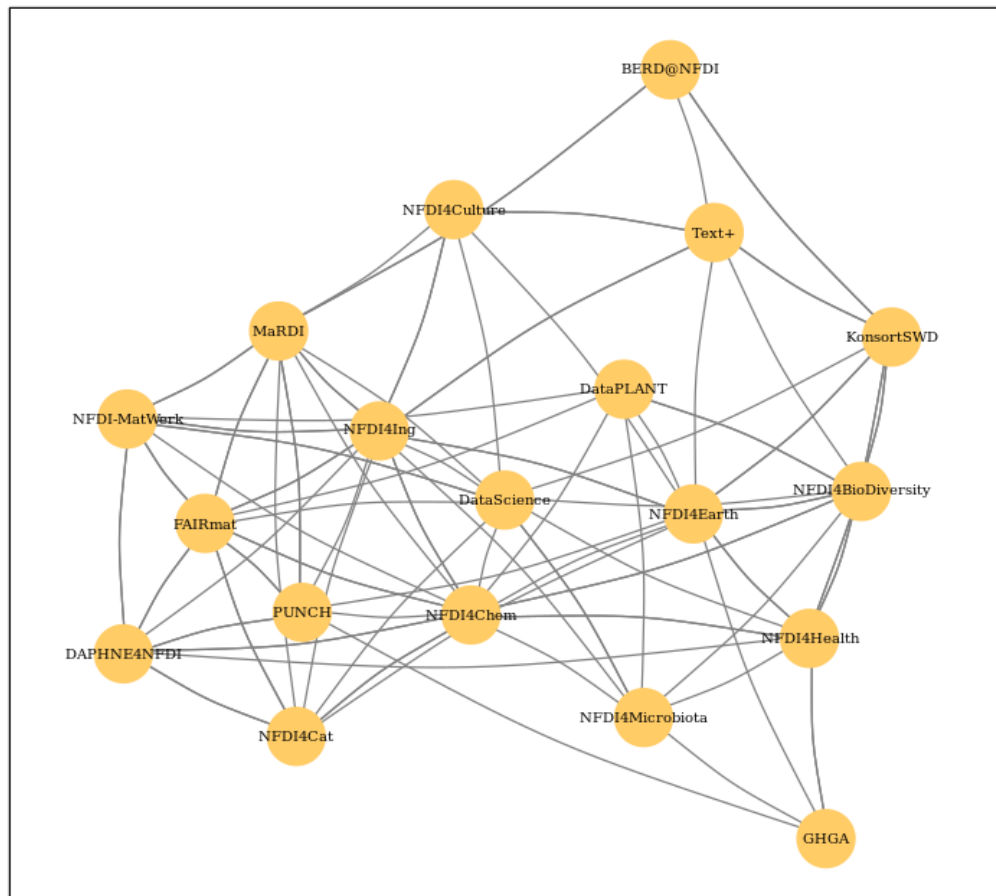 BERD@NFDI
NFDI4Culture
Text+
MaRDI
KonsortSWD
DataPLANT
NFDI-MatWerk
NFDI4Ing
NFDI4BioDiversity
DataScience
NFDI4Earth
FAIRmat
PUNCH
NFDI4Chem
NFDI4Health
DAPHNE4NFDI
NFDI4Microbiota
NFDI4Cat
GHGA